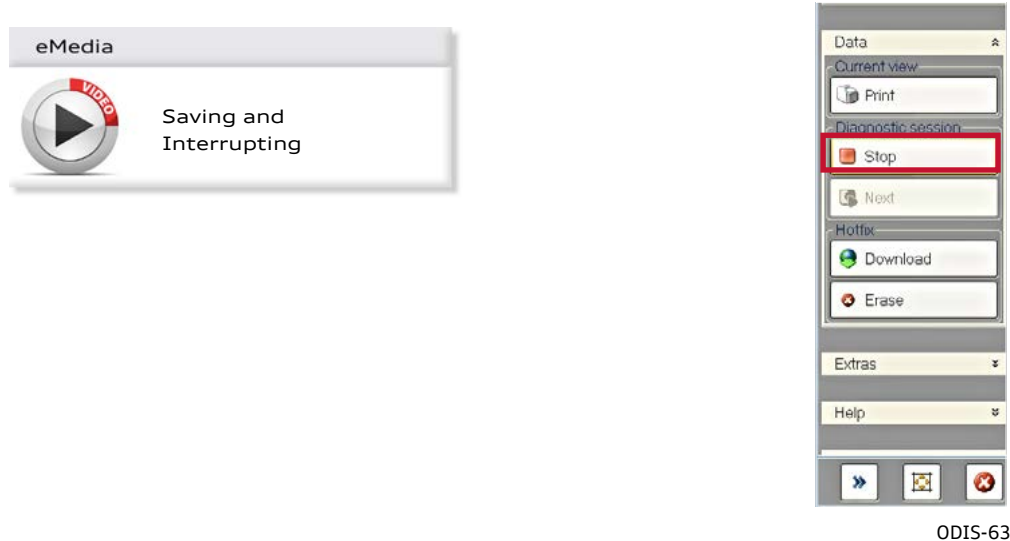 eMedia
VIDEO
Saving and
Interrupting
Data
Current view
Print
Diagnostic session
Stop
Next
Hotfix
Download
Erase
Extras
Help
ODIS-63